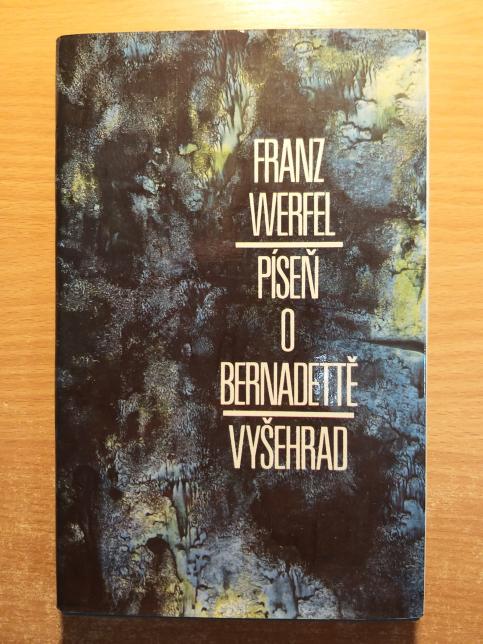 FRANZ
WERFEL
PÍSEŇ
O
BERNADETTĚ
VYŠEHRAD